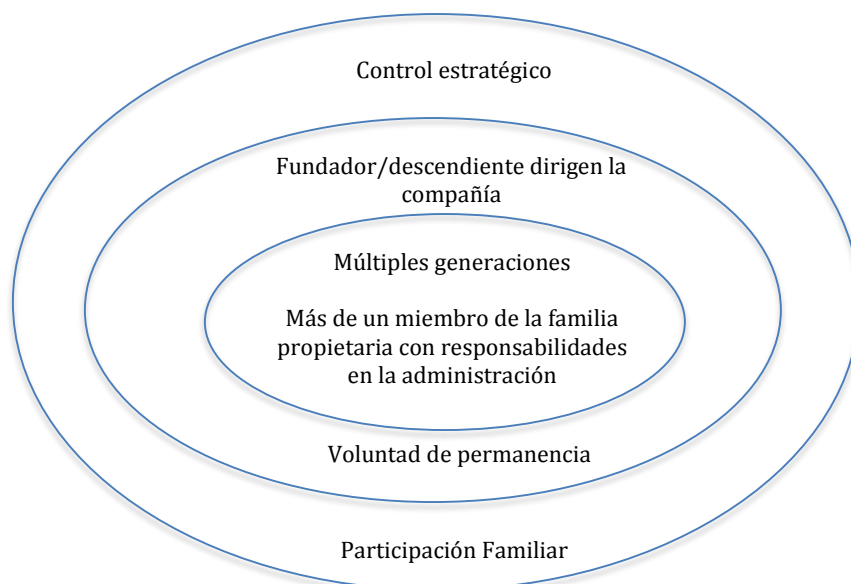 Control estratégico
Fundador/descendiente dirigen la
compañía
Múltiples generaciones
Más de un miembro de la familia
propietaria con responsabilidades
en la administración
Voluntad de permanencia
Participación Familiar